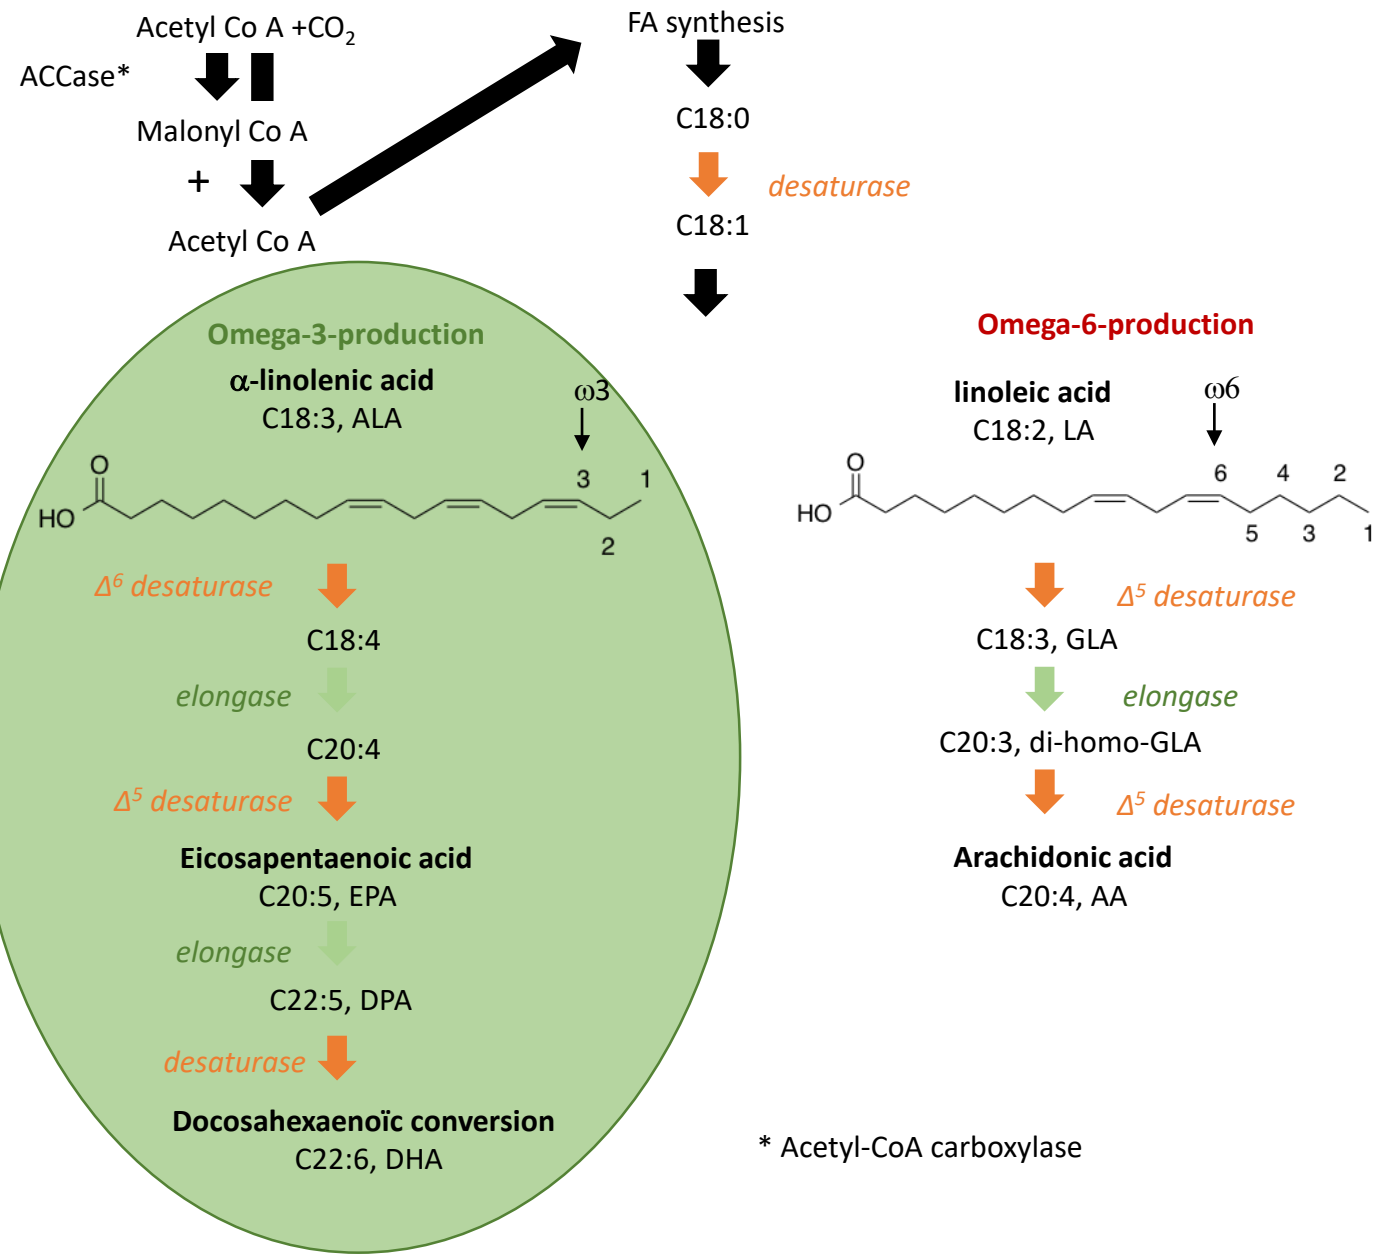 Acetyl Co A +CO2
ACCase*
Malonyl Co A
+
Acetyl Co A
FA synthesis
C18:0
desaturase
C18:1
Omega-3-production
α-linolenic acid
C18:3, ALA
ω3
O
HO
3
1
2
Δ6 desaturase
C18:4
elongase
C20:4
Δ5 desaturase
Eicosapentaenoic acid
C20:5, EPA
elongase
C22:5, DPA
desaturase
Docosahexaenoïc conversion
C22:6, DHA
Omega-6-production
linoleic acid
C18:2, LA
ω6
O
HO
6
4
2
5
3
1
Δ5 desaturase
C18:3, GLA
elongase
C20:3, di-homo-GLA
Δ5 desaturase
Arachidonic acid
C20:4, AA
* Acetyl-CoA carboxylase